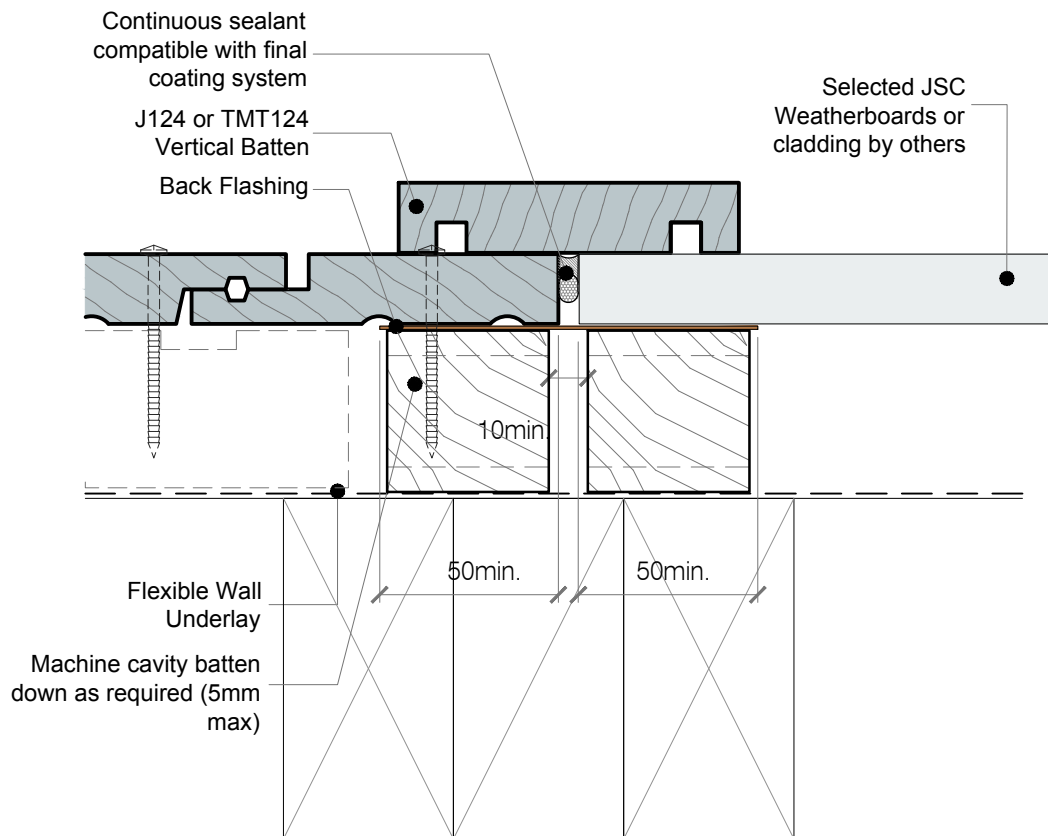 Continuous sealant
compatible with final
coating system
J124 or TMT124
Vertical Batten
Back Flashing
Selected JSC
Weatherboards or
cladding by others
10min.
50min.
50min.
Flexible Wall
Underlay
Machine cavity batten
down as required (5mm
max)